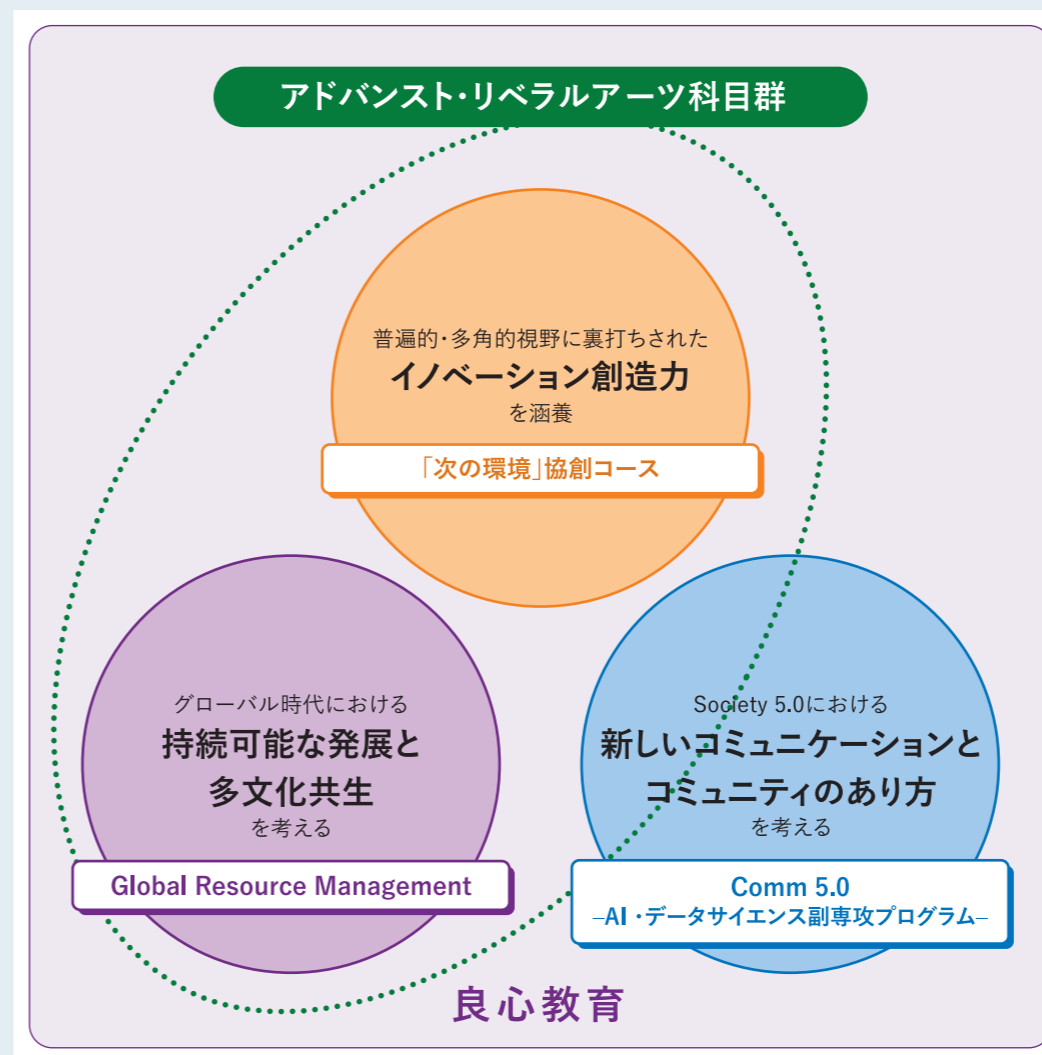 アドバンスト・リベラルアーツ科目群
普遍的・多角的視野に裏打ちされた
イノベーション創造力
を涵養
「次の環境」協創コース
グローバル時代における
持続可能な発展と
多文化共生
を考える
Global Resource Management
Society 5.0における
新しいコミュニケーションと
コミュニティのあり方
を考える
Comm 5.0
–AI・データサイエンス副専攻プログラム–
良心教育